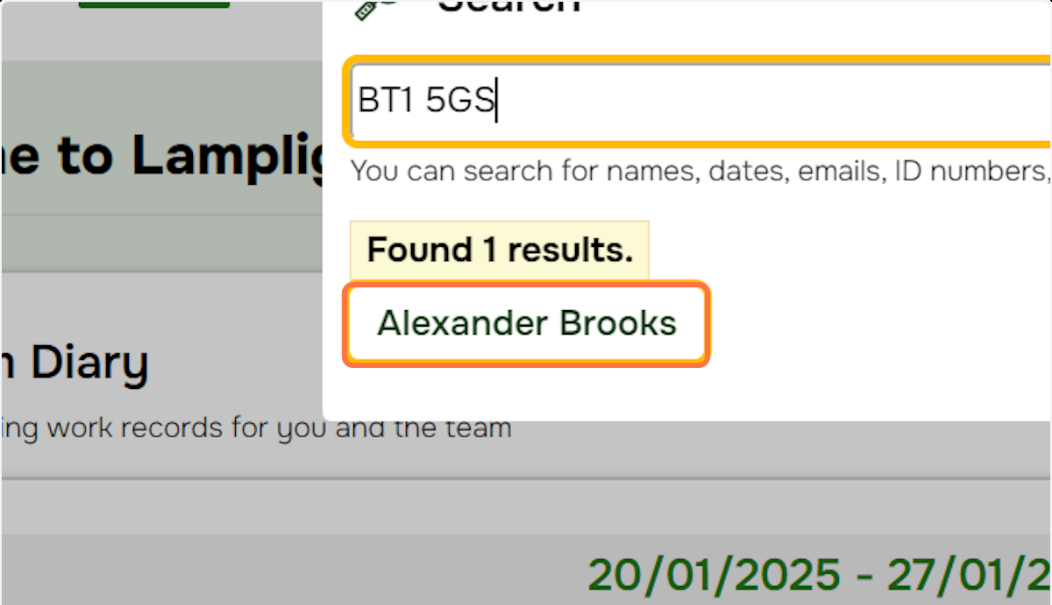 Search
BT1 5GS
You can search for names, dates, emails, ID numbers,
to Lamplig
Found 1 results.
Alexander Brooks
Diary
ing work records for you and the team
20/01/2025 - 27/01/2